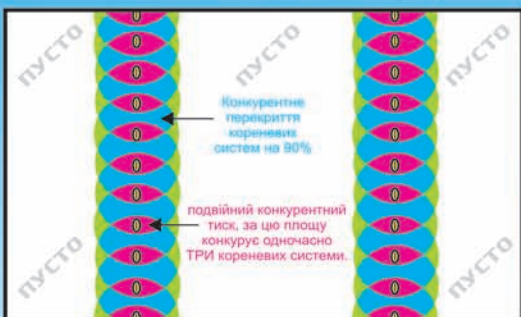 ПУСТО
ПУСТО
ПУСТО
Конкурентне
перекриття
кореневих
систем на 90%
подвійний конкурентний
тиск, за цю площу
конкурує одночасно
ТРИ кореневих системи.
ПУСТО
ПУСТО
ПУСТО